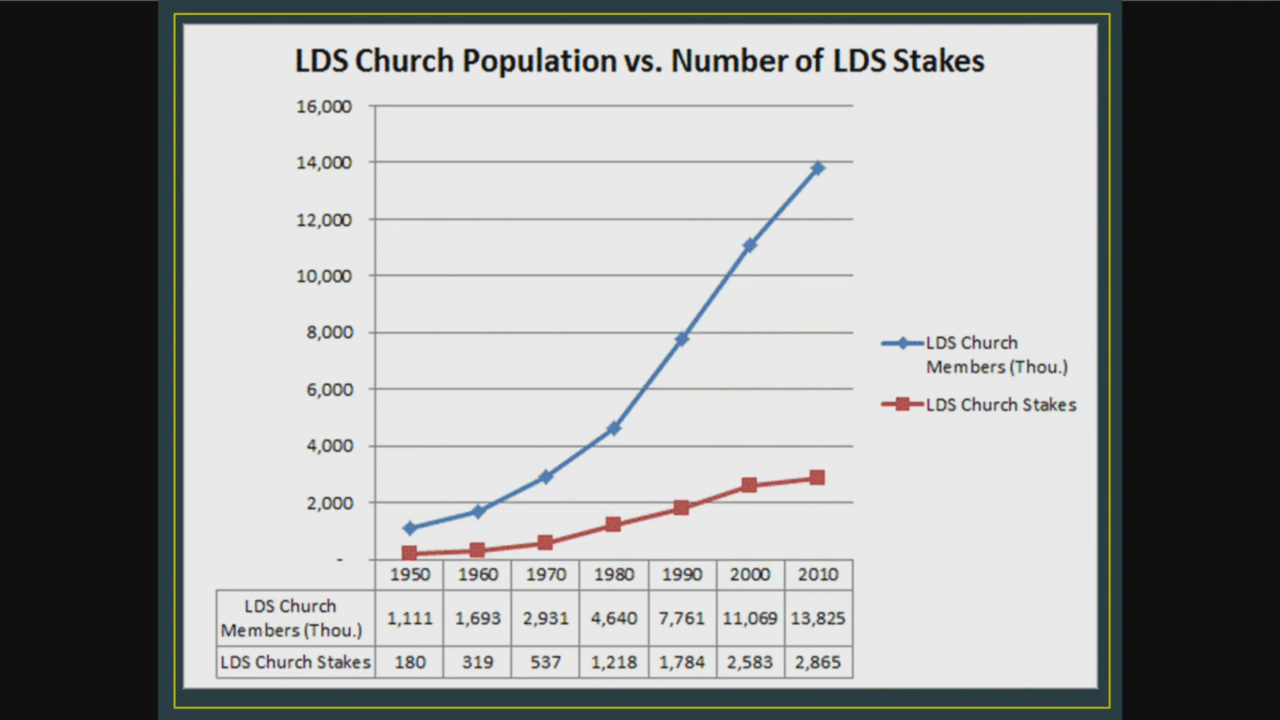 LDS Church Population vs. Number of LDS Stakes
16,000
14,000
12,000
10,000
8,000
6,000
4,000
2,000
-
LDS Church
Members (Thou.)
LDS Church Stakes
1950 1960 1970 1980 1990 2000 2010
LDS Church
Members (Thou.) 1,111 1,693 2,931 4,640 7,761 11,069 13,825
LDS Church Stakes 180 319 537 1,218 1,784 2,583 2,865